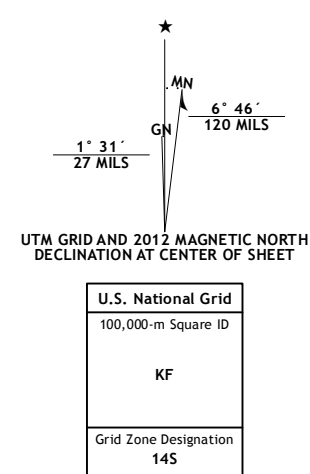 ★
MN
GN
6° 46´
120 MILS
1° 31´
27 MILS
UTM GRID AND 2012 MAGNETIC NORTH
DECLINATION AT CENTER OF SHEET
U.S. National Grid
100,000-m Square ID
KF
Grid Zone Designation
14S